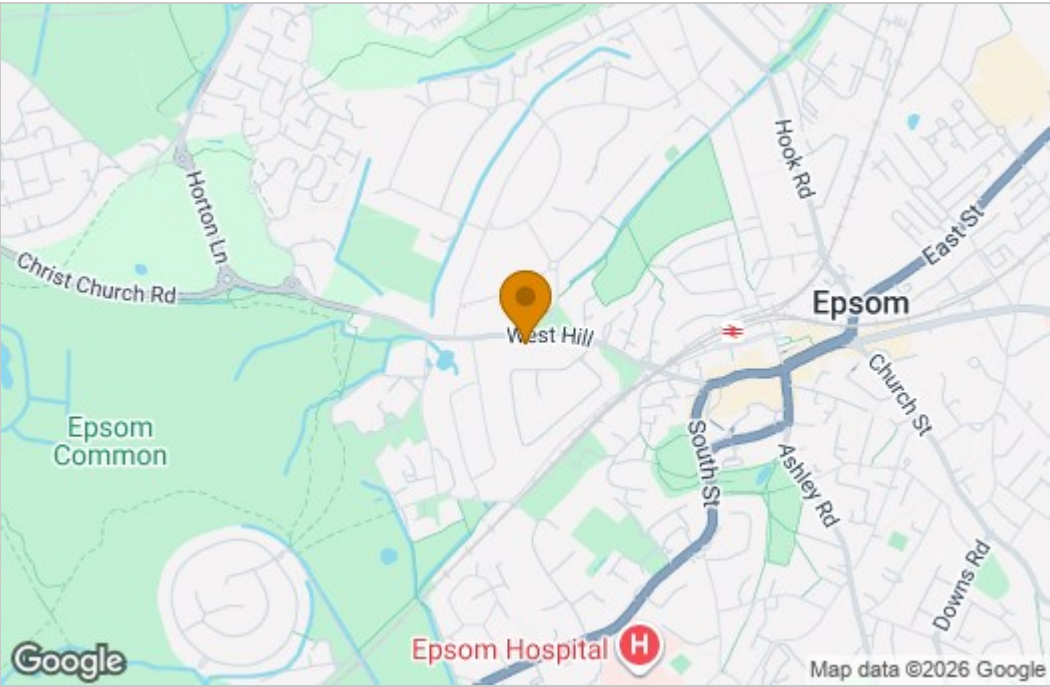 Hook Rd
Horton Ln
East St
Christ Church Rd
Epsom
West Hill
Church St
Epsom
Common
South St
Ashley Rd
Downs Rd
Epsom Hospital
H
Google
Map data ©2026 Google